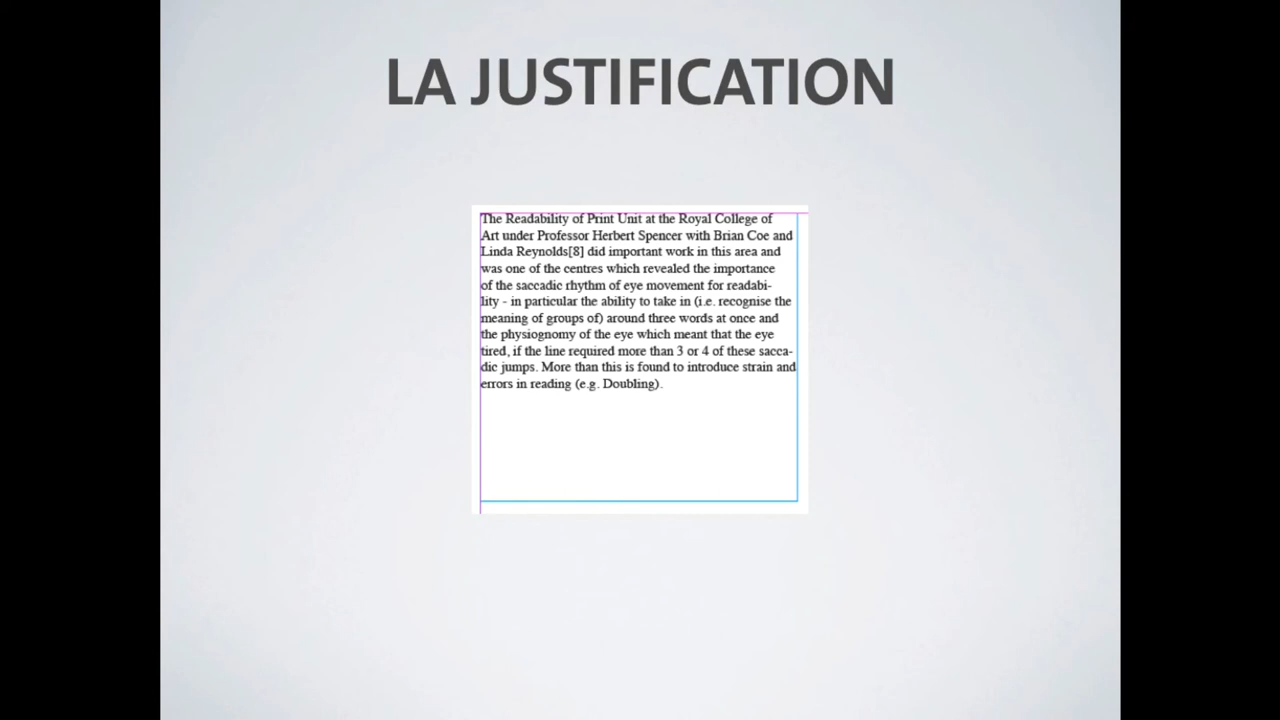 LA JUSTIFICATION
The Readability of Print Unit at the Royal College of
Art under Professor Herbert Spencer with Brian Coe and
Linda Reynolds[8] did important work in this area and
was one of the centres which revealed the importance
of the saccadic rhythm of eye movement for readabi-
lity - in particular the ability to take in (i.e. recognise the
meaning of groups of) around three words at once and
the physiognomy of the eye which meant that the eye
tired, if the line required more than 3 or 4 of these sacca-
dic jumps. More than this is found to introduce strain and
errors in reading (e.g. Doubling).